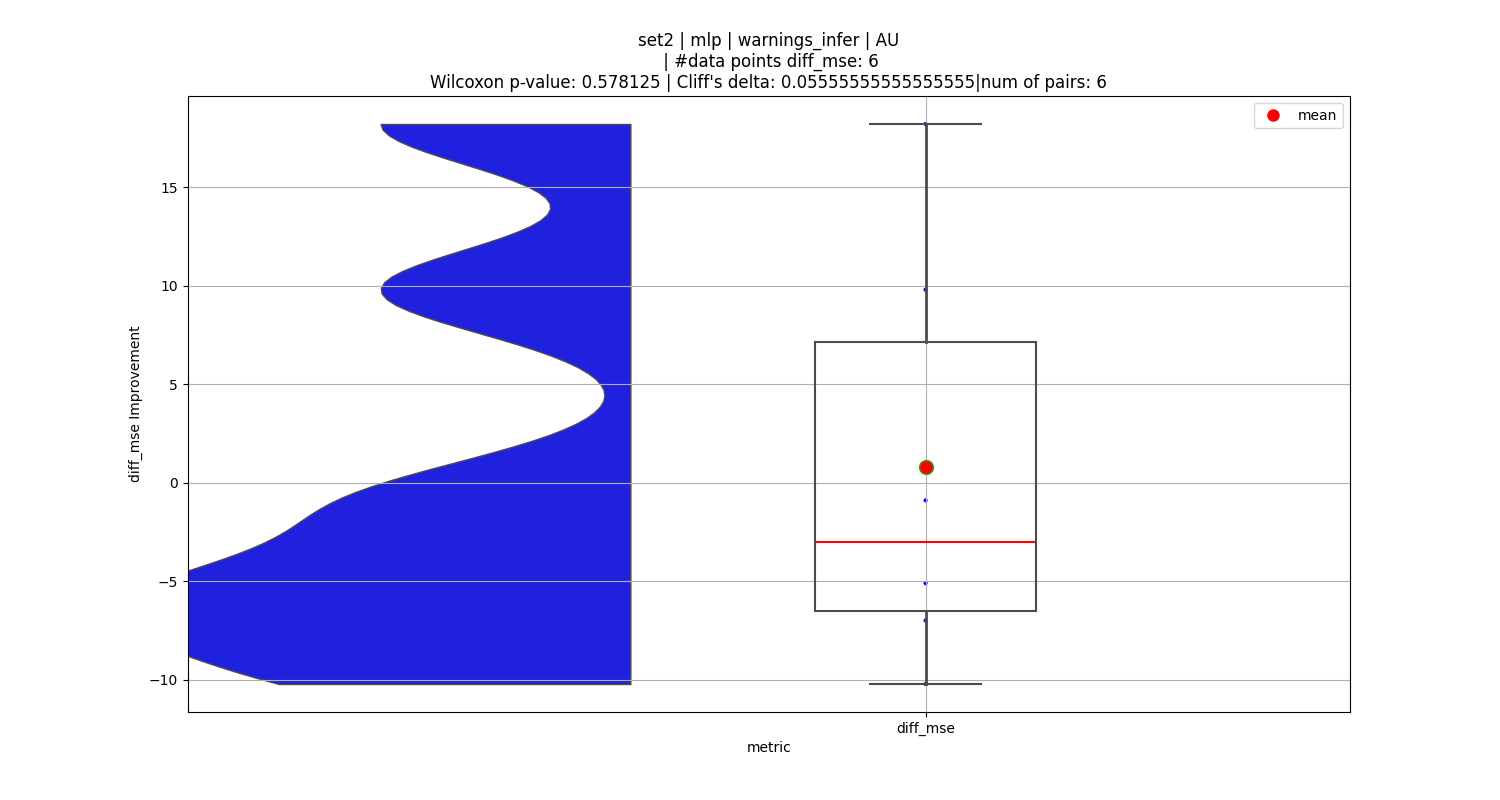 set2 | mlp | warnings_infer | AU
| #data points diff_mse: 6
Wilcoxon p-value: 0.578125 | Cliff's delta: 0.05555555555555555|num of pairs: 6
mean
15
10
5
0
−5
−10
diff_mse Improvement
diff_mse
metric